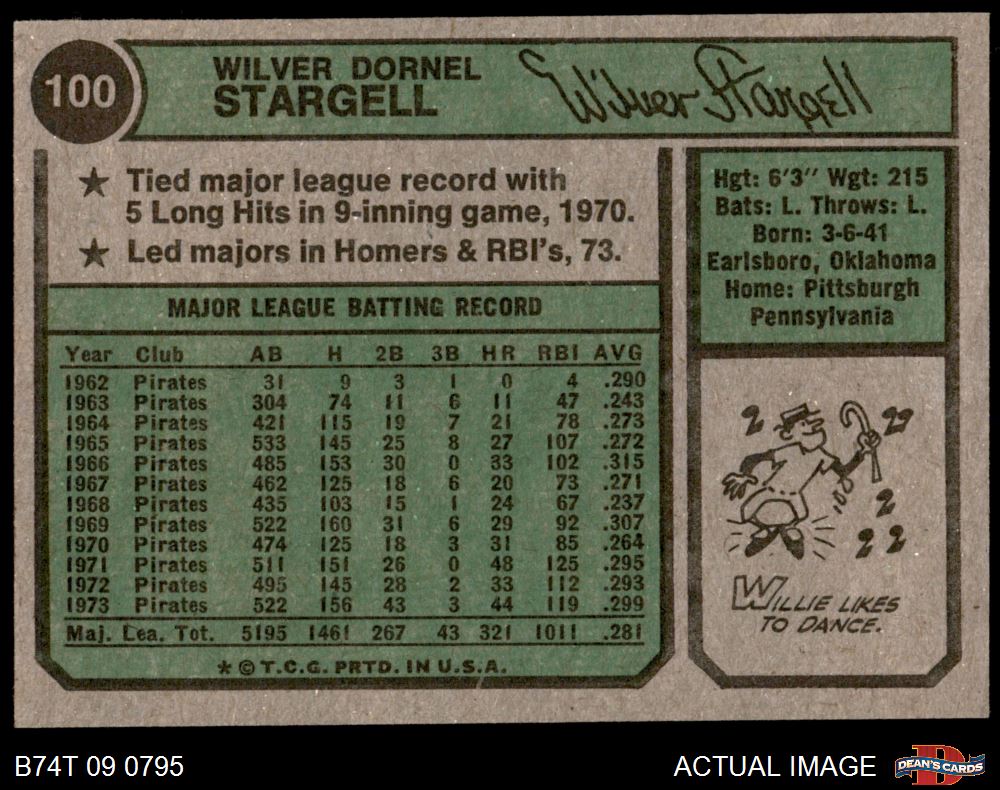 100
WILVER DORNEL
STARGELL
Wilver Stargell
★ Tied major league record with
5 Long Hits in 9-inning game, 1970.
★ Led majors in Homers & RBI's, 73.
MAJOR LEAGUE BATTING RECORD
Year Club AB H 2B 3B HR RBI AVG
1962 Pirates 31 9 3 1 0 4 .290
1963 Pirates 304 74 11 6 11 47 .243
1964 Pirates 421 115 19 7 21 78 .273
1965 Pirates 533 145 25 8 27 107 .272
1966 Pirates 485 153 30 0 33 102 .315
1967 Pirates 462 125 18 6 20 73 .271
1968 Pirates 435 103 15 1 24 67 .237
1969 Pirates 522 160 31 6 29 92 .307
1970 Pirates 474 125 18 3 31 85 .264
1971 Pirates 511 151 26 0 48 125 .295
1972 Pirates 495 145 28 2 33 112 .293
1973 Pirates 522 156 43 3 44 119 .299
Maj. Lea. Tot. 5195 1461 267 43 321 1011 .281
★ © T.C.G. PRTD. IN U.S.A.
Hgt: 6'3" Wgt: 215
Bats: L. Throws: L.
Born: 3-6-41
Earlsboro, Oklahoma
Home: Pittsburgh
Pennsylvania
WILLIE LIKES
TO DANCE.
B74T 09 0795
ACTUAL IMAGE
DEAN'S CARDS